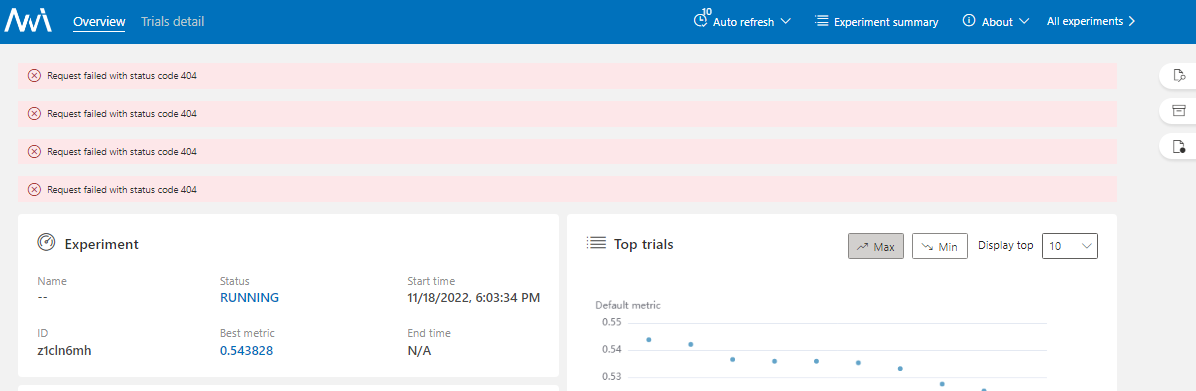 NNI Overview Trials detail 10 Auto refresh Experiment summary About All experiments
Request failed with status code 404
Request failed with status code 404
Request failed with status code 404
Request failed with status code 404
Experiment
Name Status Start time
-- RUNNING 11/18/2022, 6:03:34 PM
ID Best metric End time
z1cln6mh 0.543828 N/A
Top trials Max Min Display top 10
Default metric
0.55
0.54
0.53